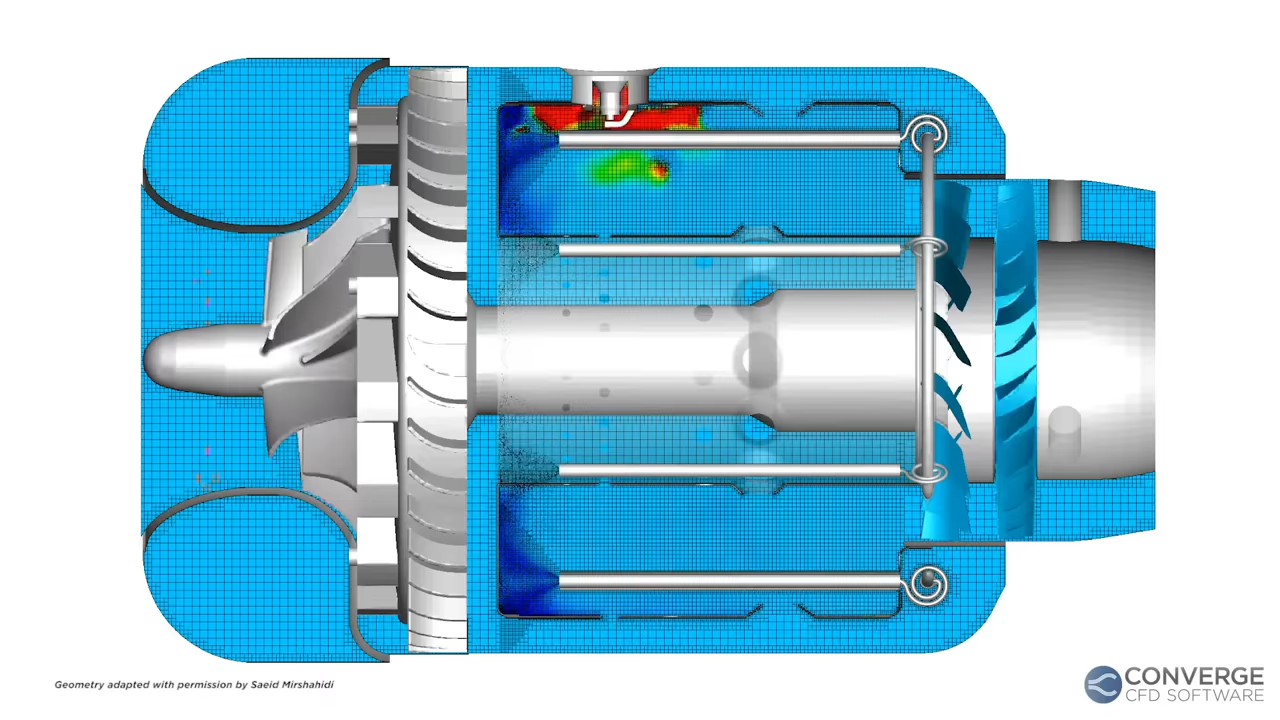 Geometry adapted with permission by Saeid Mirshahidi
CONVERGE
CFD SOFTWARE